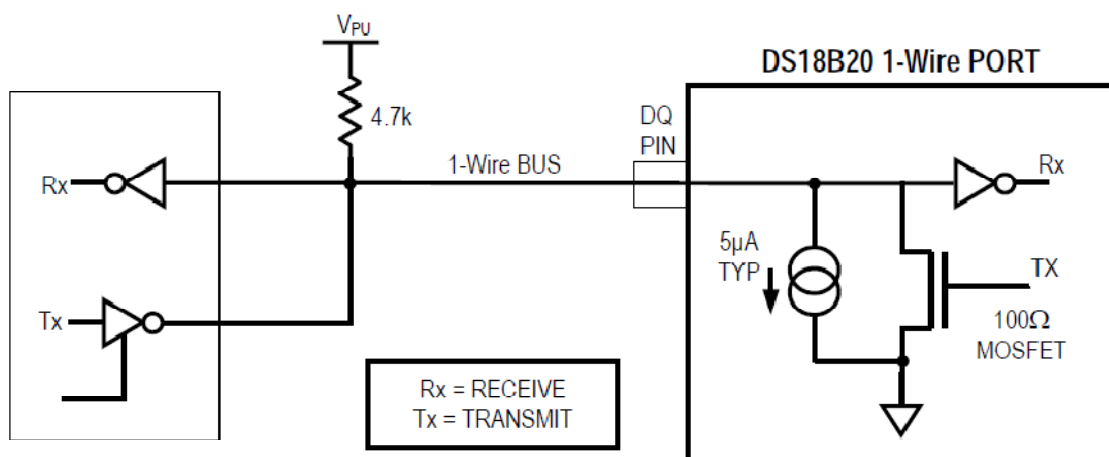 V_PU
DS18B20 1-Wire PORT
4.7k
DQ
PIN
1-Wire BUS
Rx
Rx
5µA
TYP
TX
Tx
100Ω
MOSFET
Rx = RECEIVE
Tx = TRANSMIT